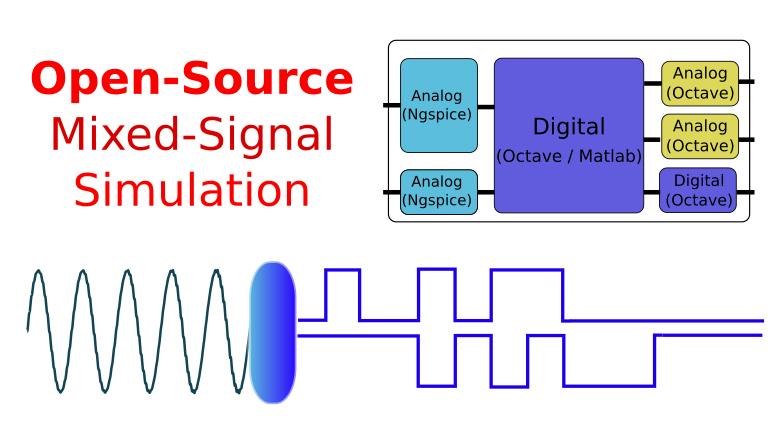 Open-Source
Mixed-Signal
Simulation
Analog
(Ngspice)
Analog
(Ngspice)
Digital
(Octave / Matlab)
Analog
(Octave)
Analog
(Octave)
Digital
(Octave)